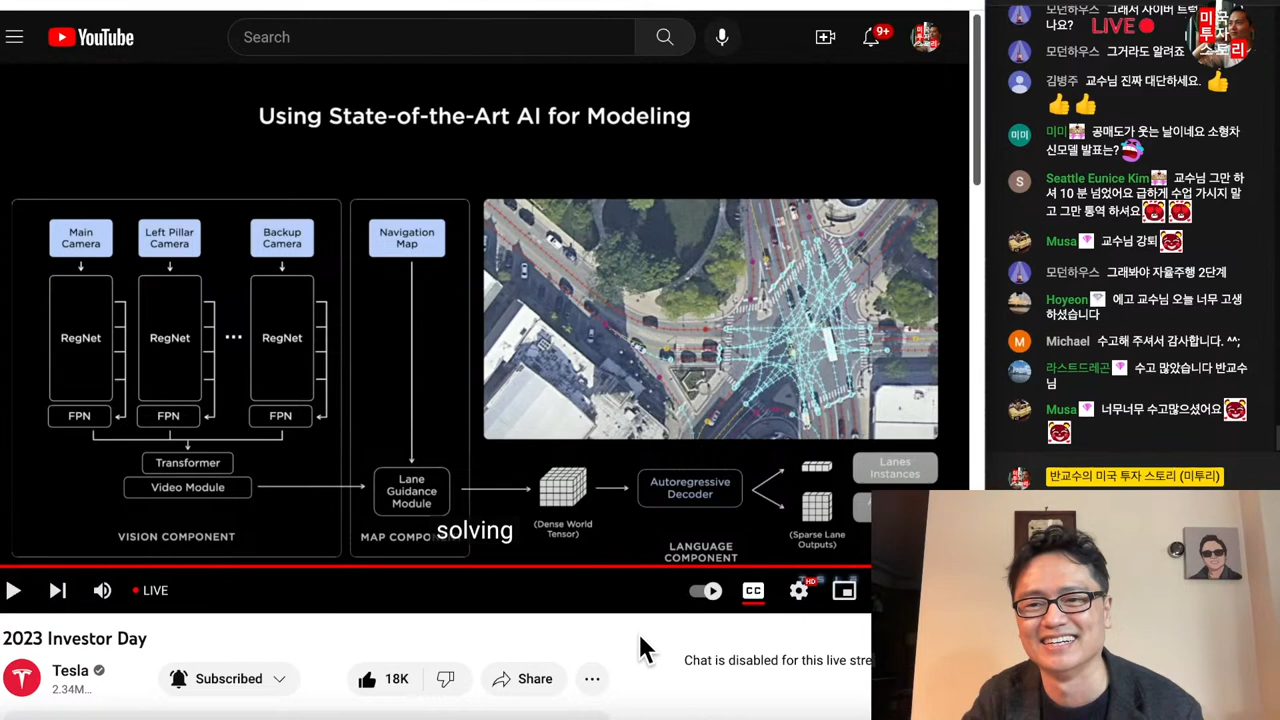 YouTube
Search
9+
Using State-of-the-Art AI for Modeling
Main
Camera
Left Pillar
Camera
Backup
Camera
Navigation
Map
RegNet
RegNet
...
RegNet
FPN
FPN
FPN
Transformer
Video Module
Lane
Guidance
Module
(Dense World
Tensor)
Autoregressive
Decoder
Lanes
Instances
(Sparse Lane
Outputs)
VISION COMPONENT
MAP
LANGUAGE
COMPONENT
solving
LIVE
CC
HD
2023 Investor Day
Tesla
2.34M...
Subscribed
18K
Share
Chat is disabled for this live stre
모던하우스 그래서 사이버 트럭
나요?
LIVE
미국
투자
스토리
모던하우스 그거라도 알려죠
김병주 교수님 진짜 대단하세요.
미미 미미 공매도가 웃는 날이네요 소형차
신모델 발표는?
S Seattle Eunice Kim 교수님 그만 하
셔 10 분 넘었어요 급하게 수업 가시지 말
고 그만 통역 하셔요
Musa 교수님 강퇴
모던하우스 그래봐야 자율주행 2단계
Hoyeon 에고 교수님 오늘 너무 고생
하셨습니다
M Michael 수고해 주셔서 감사합니다. ^^;
라스트드레곤 수고 많았습니다 반교수
님
Musa 너무너무 수고많으셨어요
반교수의 미국 투자 스토리 (미투리)